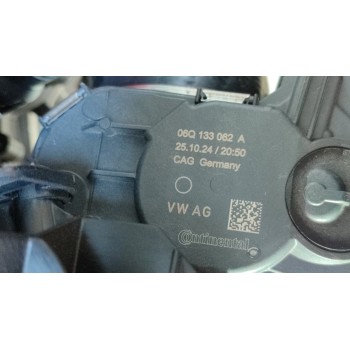 06Q 133 062 A
25.10.24 / 20:50
CAG Germany
VW AG
Continental